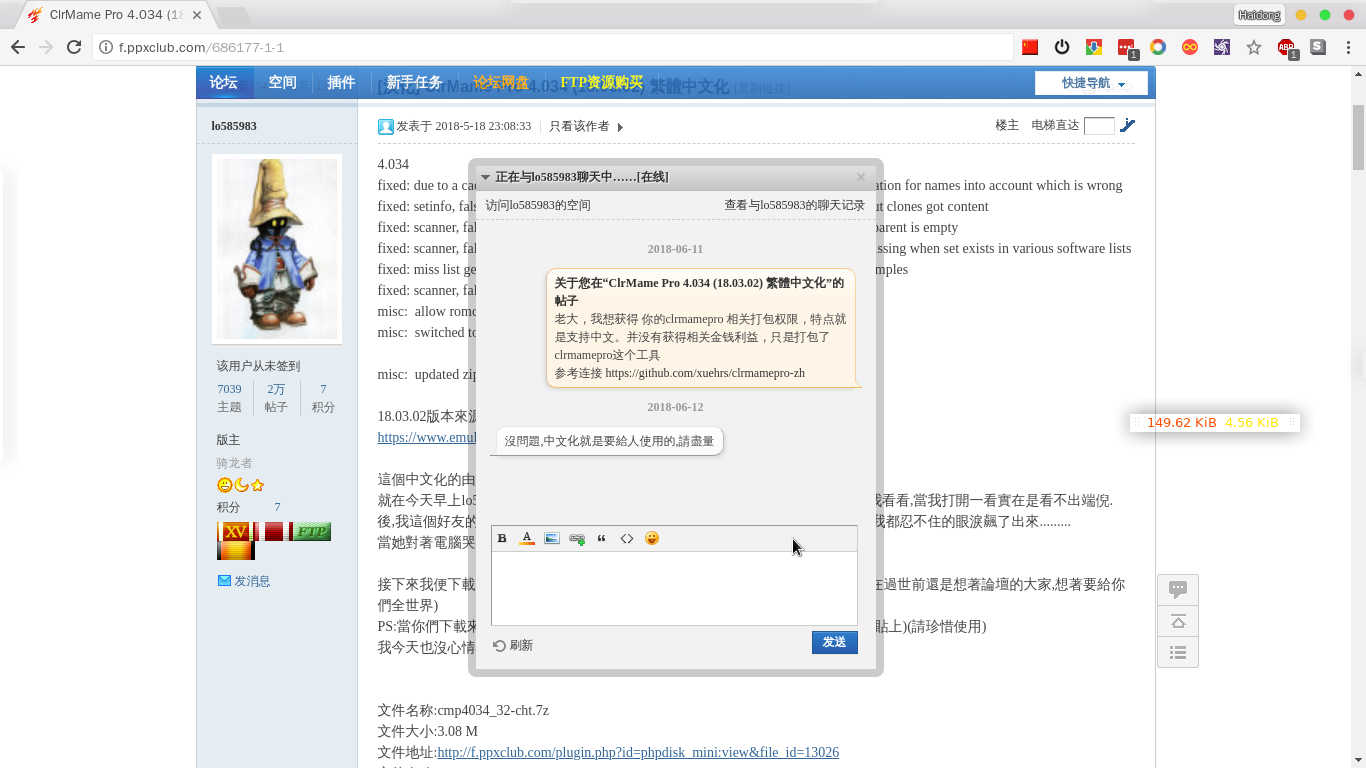 ClrMame Pro 4.034 (18
Haidong
f.ppxclub.com/686177-1-1
1
ABP
1
S
论坛
空间
插件
新手任务
论坛网盘
FTP资源购买
快捷导航
ClrMame Pro 4.034 (18.03.02) 繁體中文化 [复制链接]
lo585983
发表于 2018-5-18 23:08:33
只看该作者
楼主
电梯直达
4.034
fixed: due to a ca
ation for names into account which is wrong
fixed: setinfo, fals
ut clones got content
fixed: scanner, fal
parent is empty
fixed: scanner, fal
ssing when set exists in various software lists
fixed: miss list ge
mples
fixed: scanner, fal
misc: allow rom
misc: switched to
misc: updated zip
18.03.02版本來源
https://www.emul
這個中文化的由
就在今天早上lo5
我看看,當我打開一看實在是看不出端倪.
後,我這個好友的
我都忍不住的眼淚飆了出來.........
當她對著電腦哭
接下來我便下載
在過世前還是想著論壇的大家,想著要給你
們全世界)
PS:當你們下載來
貼上)(請珍惜使用)
我今天也沒心情
文件名称:cmp4034_32-cht.7z
文件大小:3.08 M
文件地址:http://f.ppxclub.com/plugin.php?id=phpdisk_mini:view&file_id=13026
该用户从未签到
7039
2万
7
主题
帖子
积分
版主
骑龙者
积分 7
XV
FTP
发消息
正在与lo585983聊天中……[在线]
访问lo585983的空间
查看与lo585983的聊天记录
2018-06-11
关于您在“ClrMame Pro 4.034 (18.03.02) 繁體中文化”的
帖子
老大，我想获得 你的clrmamepro 相关打包权限，特点就
是支持中文。并没有获得相关金钱利益，只是打包了
clrmamepro这个工具
参考连接 https://github.com/xuehrs/clrmamepro-zh
2018-06-12
沒問題,中文化就是要給人使用的,請盡量
B
A
刷新
发送
149.62 KiB 4.56 KiB